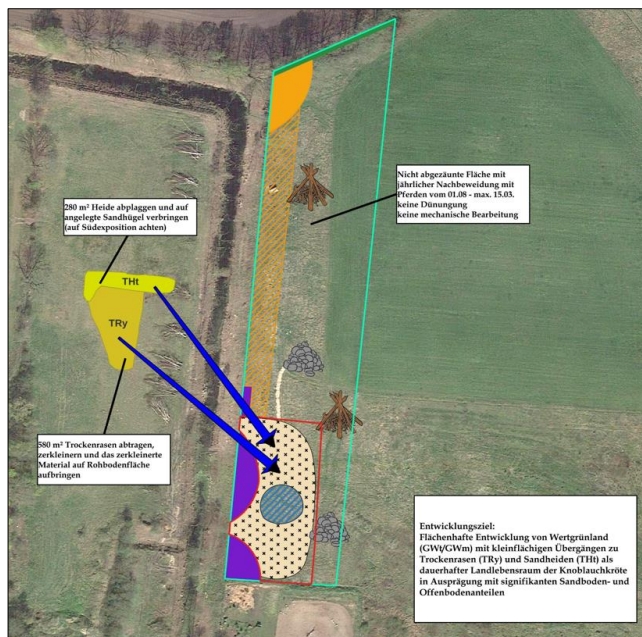 Nicht abgezäunte Fläche mit
jährlicher Nachbeweidung mit
Pferden vom 01.08 - max. 15.03.
keine Dünungung
keine mechanische Bearbeitung
280 m² Heide abplaggen und auf
angelegte Sandhügel verbringen
(auf Südexposition achten)
THt
TRy
580 m² Trockenrasen abtragen,
zerkleinern und das zerkleinerte
Material auf Rohbodenfläche
aufbringen
Entwicklungsziel:
Flächenhafte Entwicklung von Wertgrünland
(GWt/GWm) mit kleinflächigen Übergängen zu
Trockenrasen (TRy) und Sandheiden (THt) als
dauerhafter Landlebensraum der Knoblauchkröte
in Ausprägung mit signifikanten Sandboden- und
Offenbodenanteilen